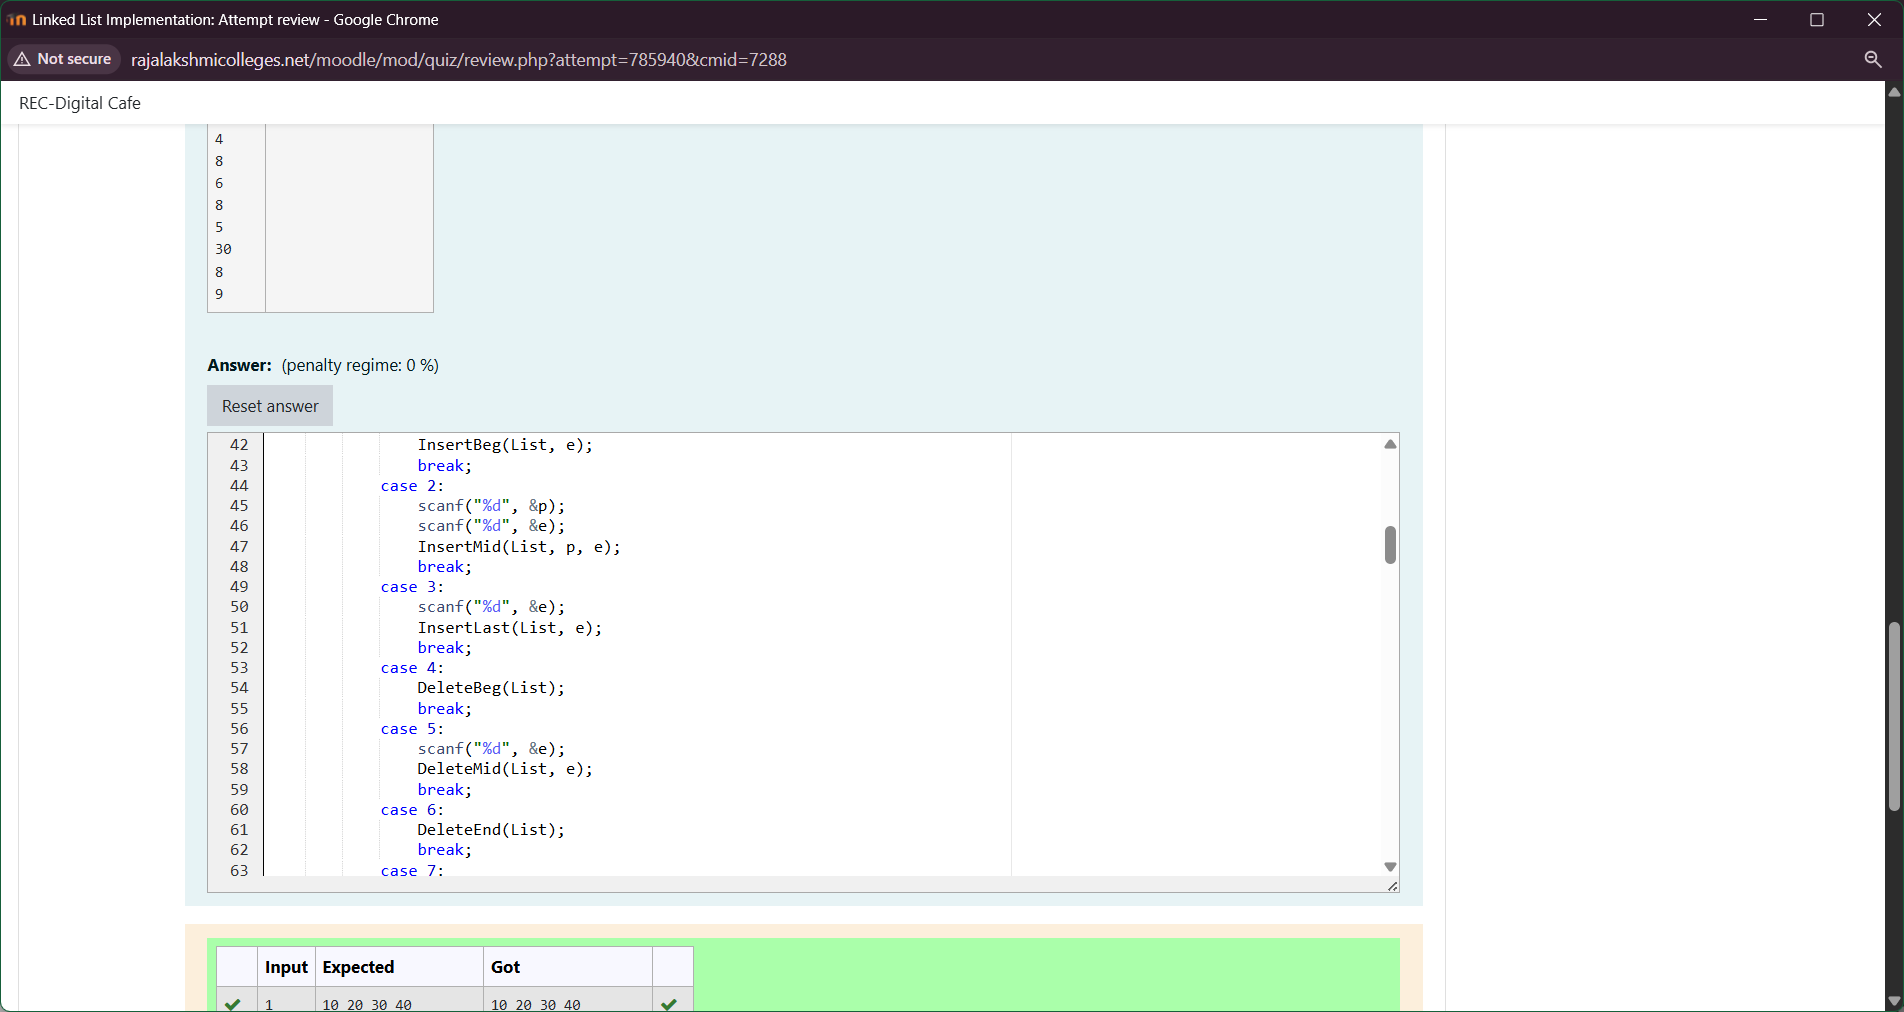 Linked List Implementation: Attempt review - Google Chrome
Not secure rajalakshmicolleges.net/moodle/mod/quiz/review.php?attempt=785940&cmid=7288
REC-Digital Cafe
4
8
6
8
5
30
8
9
Answer: (penalty regime: 0 %)
Reset answer
42 InsertBeg(List, e);
43 break;
44 case 2:
45 scanf("%d", &p);
46 scanf("%d", &e);
47 InsertMid(List, p, e);
48 break;
49 case 3:
50 scanf("%d", &e);
51 InsertLast(List, e);
52 break;
53 case 4:
54 DeleteBeg(List);
55 break;
56 case 5:
57 scanf("%d", &e);
58 DeleteMid(List, e);
59 break;
60 case 6:
61 DeleteEnd(List);
62 break;
63 case 7:
Input Expected Got
1 10 20 30 40 10 20 30 40